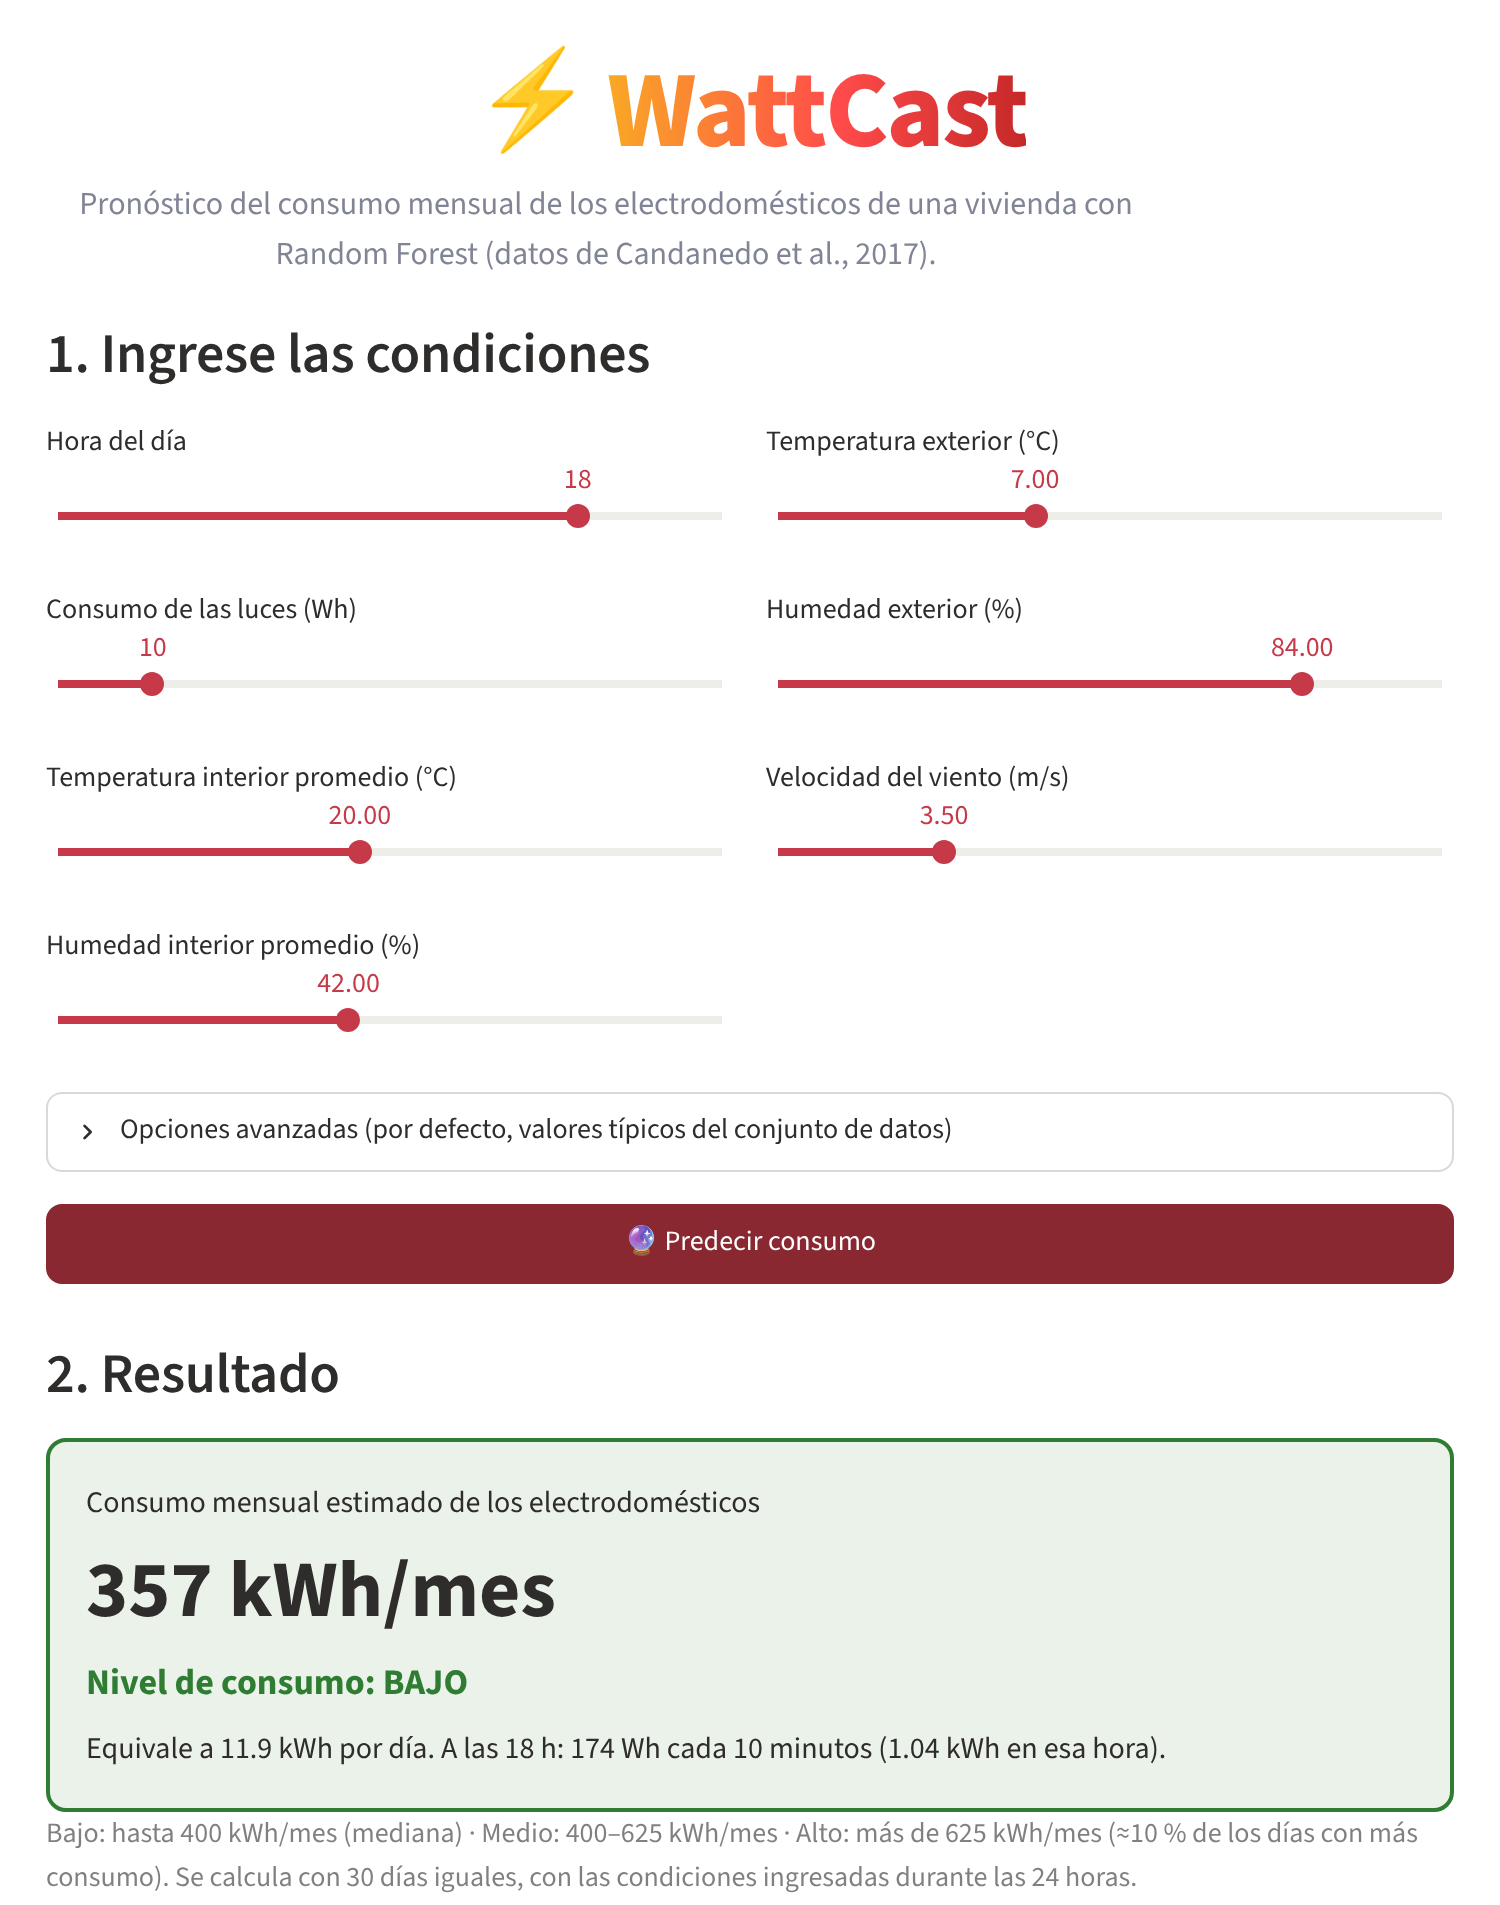 ⚡ WattCast
Pronóstico del consumo mensual de los electrodomésticos de una vivienda con
Random Forest (datos de Candanedo et al., 2017).
1. Ingrese las condiciones
Hora del día
18
Temperatura exterior (°C)
7.00
Consumo de las luces (Wh)
10
Humedad exterior (%)
84.00
Temperatura interior promedio (°C)
20.00
Velocidad del viento (m/s)
3.50
Humedad interior promedio (%)
42.00
Opciones avanzadas (por defecto, valores típicos del conjunto de datos)
🔮 Predecir consumo
2. Resultado
Consumo mensual estimado de los electrodomésticos
357 kWh/mes
Nivel de consumo: BAJO
Equivale a 11.9 kWh por día. A las 18 h: 174 Wh cada 10 minutos (1.04 kWh en esa hora).
Bajo: hasta 400 kWh/mes (mediana) · Medio: 400–625 kWh/mes · Alto: más de 625 kWh/mes (≈10 % de los días con más
consumo). Se calcula con 30 días iguales, con las condiciones ingresadas durante las 24 horas.